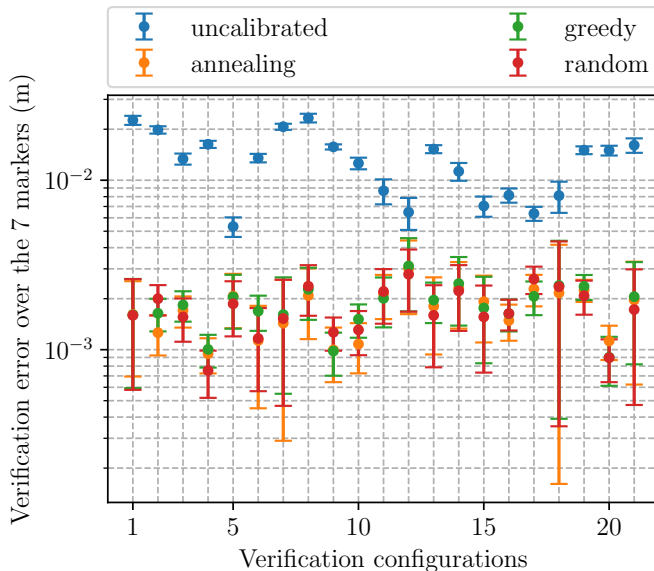 uncalibrated
greedy
annealing
random
Verification error over the 7 markers (m)
10⁻²
10⁻³
1
5
10
15
20
Verification configurations